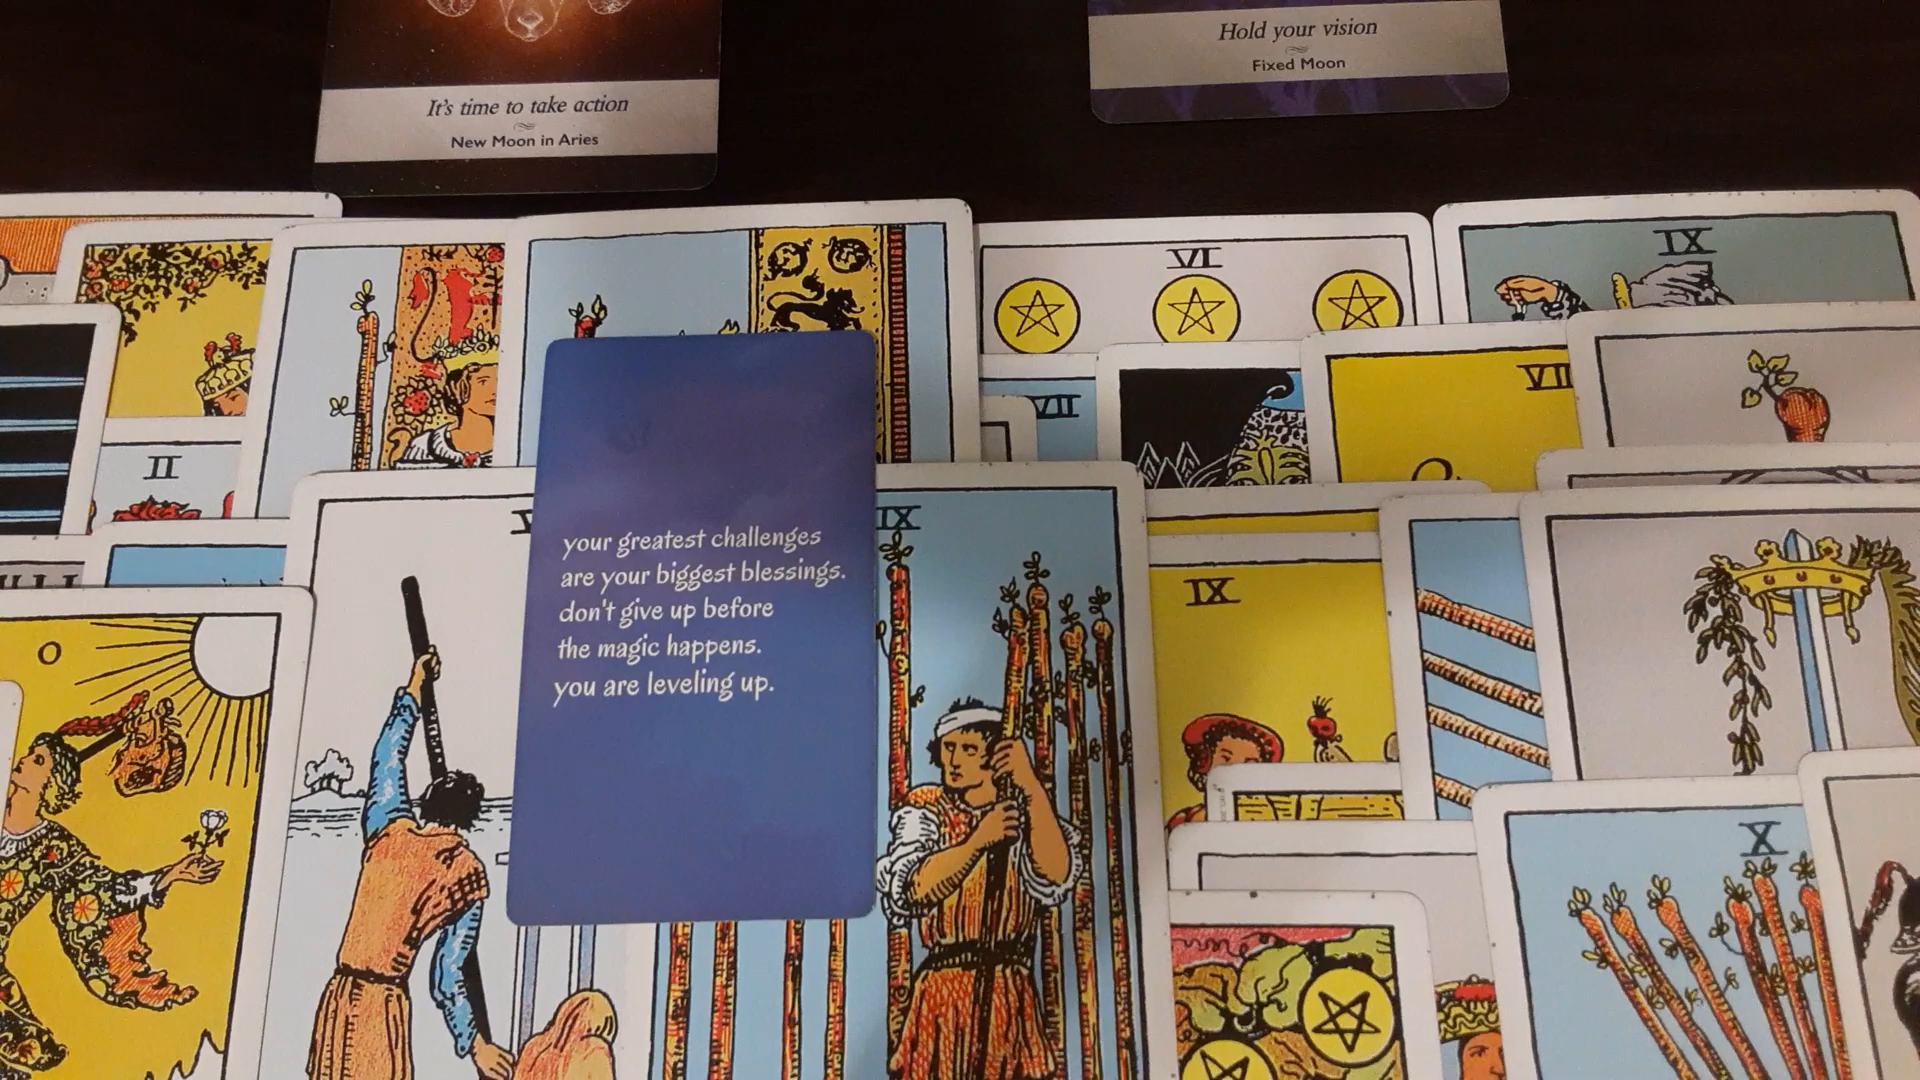 It's time to take action
New Moon in Aries
Hold your vision
Fixed Moon
VI
IX
VII
VII
II
your greatest challenges
are your biggest blessings.
don't give up before
the magic happens.
you are leveling up.
IX
IX
O
X